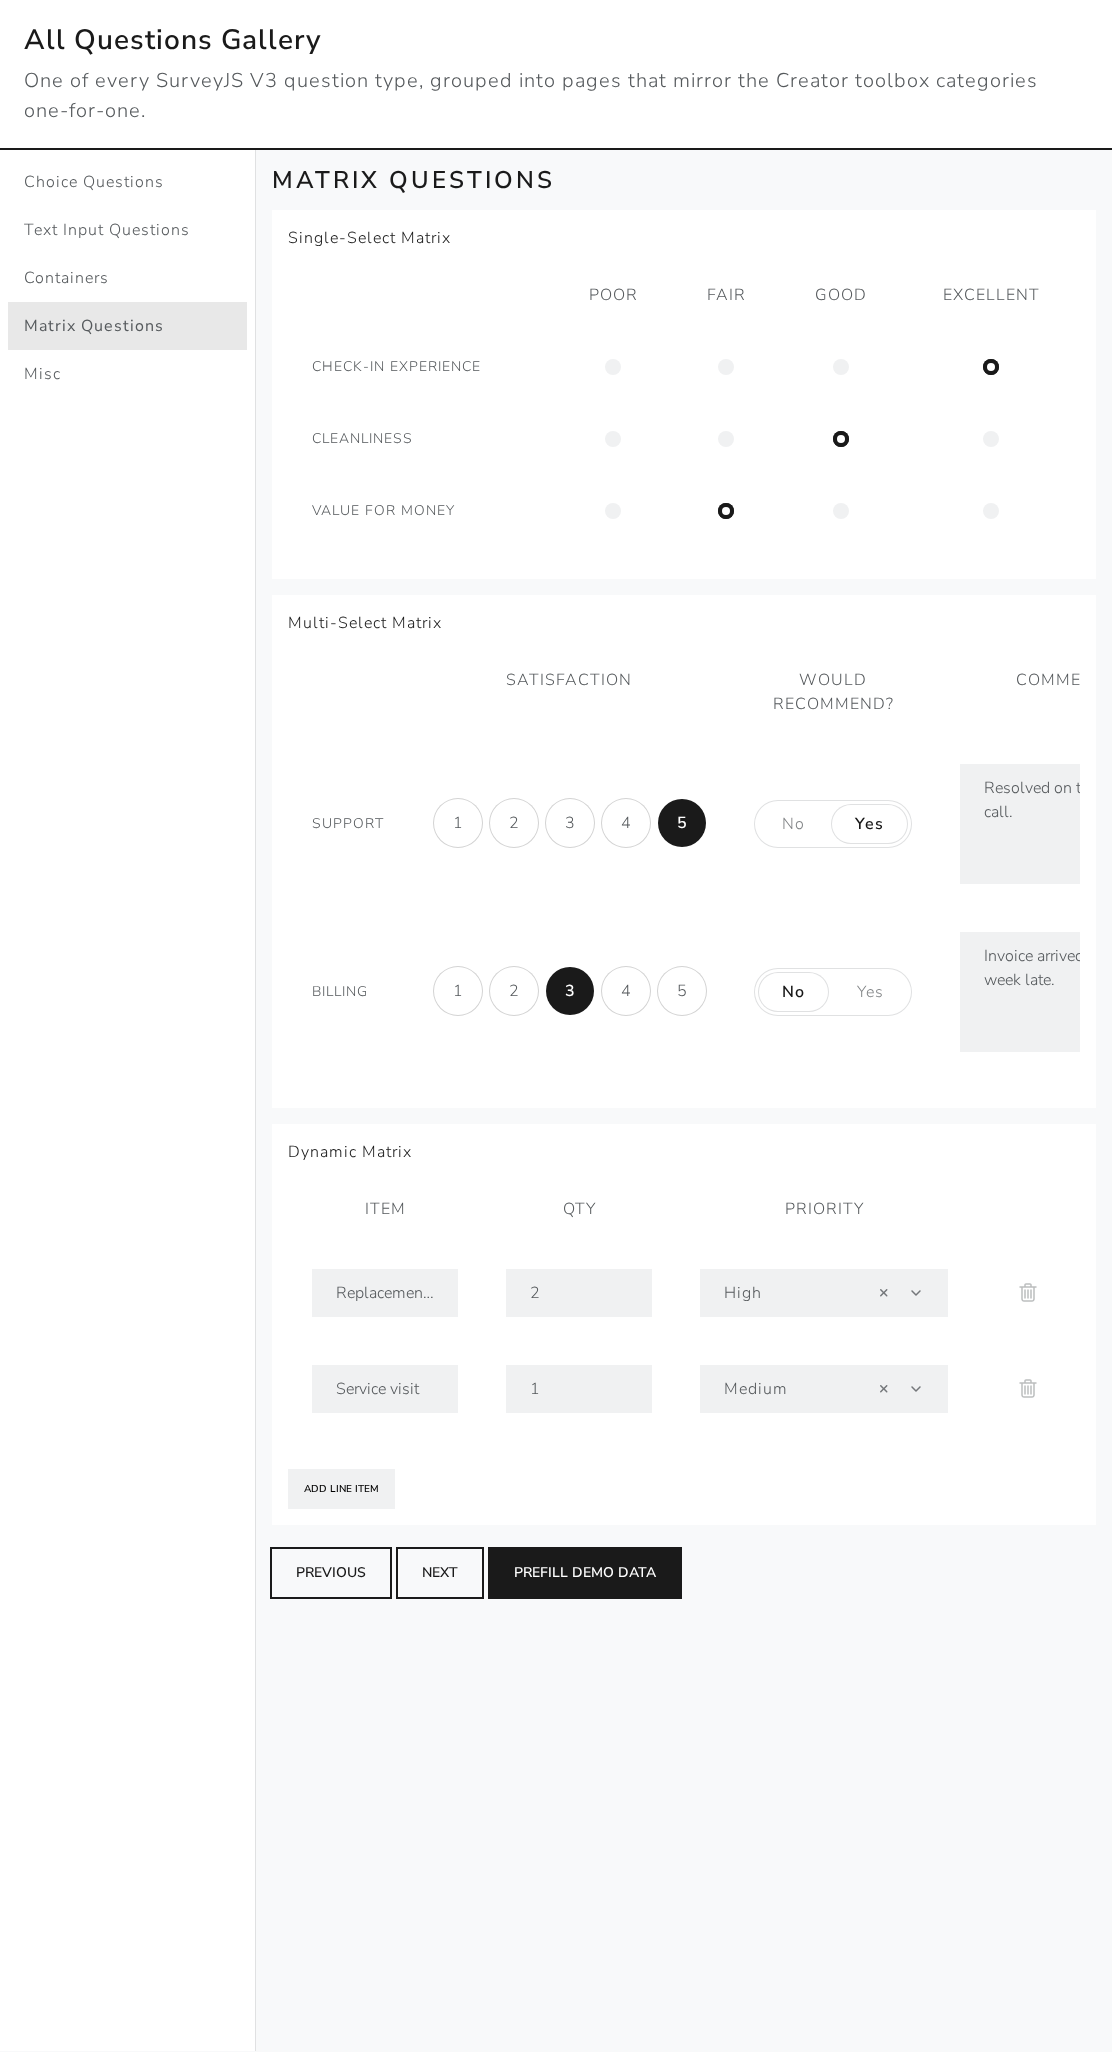 All Questions Gallery
One of every SurveyJS V3 question type, grouped into pages that mirror the Creator toolbox categories
one-for-one.
Choice Questions
Text Input Questions
Containers
Matrix Questions
Misc
MATRIX QUESTIONS
Single-Select Matrix
POOR FAIR GOOD EXCELLENT
CHECK-IN EXPERIENCE
CLEANLINESS
VALUE FOR MONEY
Multi-Select Matrix
SATISFACTION WOULD COMME
RECOMMEND?
Resolved on t
call.
SUPPORT 1 2 3 4 5 No Yes
Invoice arrived
week late.
BILLING 1 2 3 4 5 No Yes
Dynamic Matrix
ITEM QTY PRIORITY
Replacemen... 2 High
Service visit 1 Medium
ADD LINE ITEM
PREVIOUS NEXT PREFILL DEMO DATA